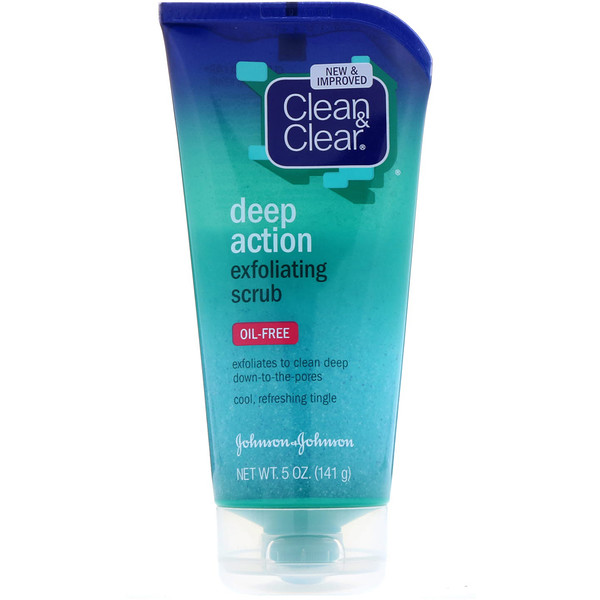 NEW &
IMPROVED
Clean &
Clear®
®
deep
action
exfoliating
scrub
OIL-FREE
exfoliates to clean deep
down-to-the-pores
cool, refreshing tingle
Johnson & Johnson
NET WT. 5 OZ. (141 g)